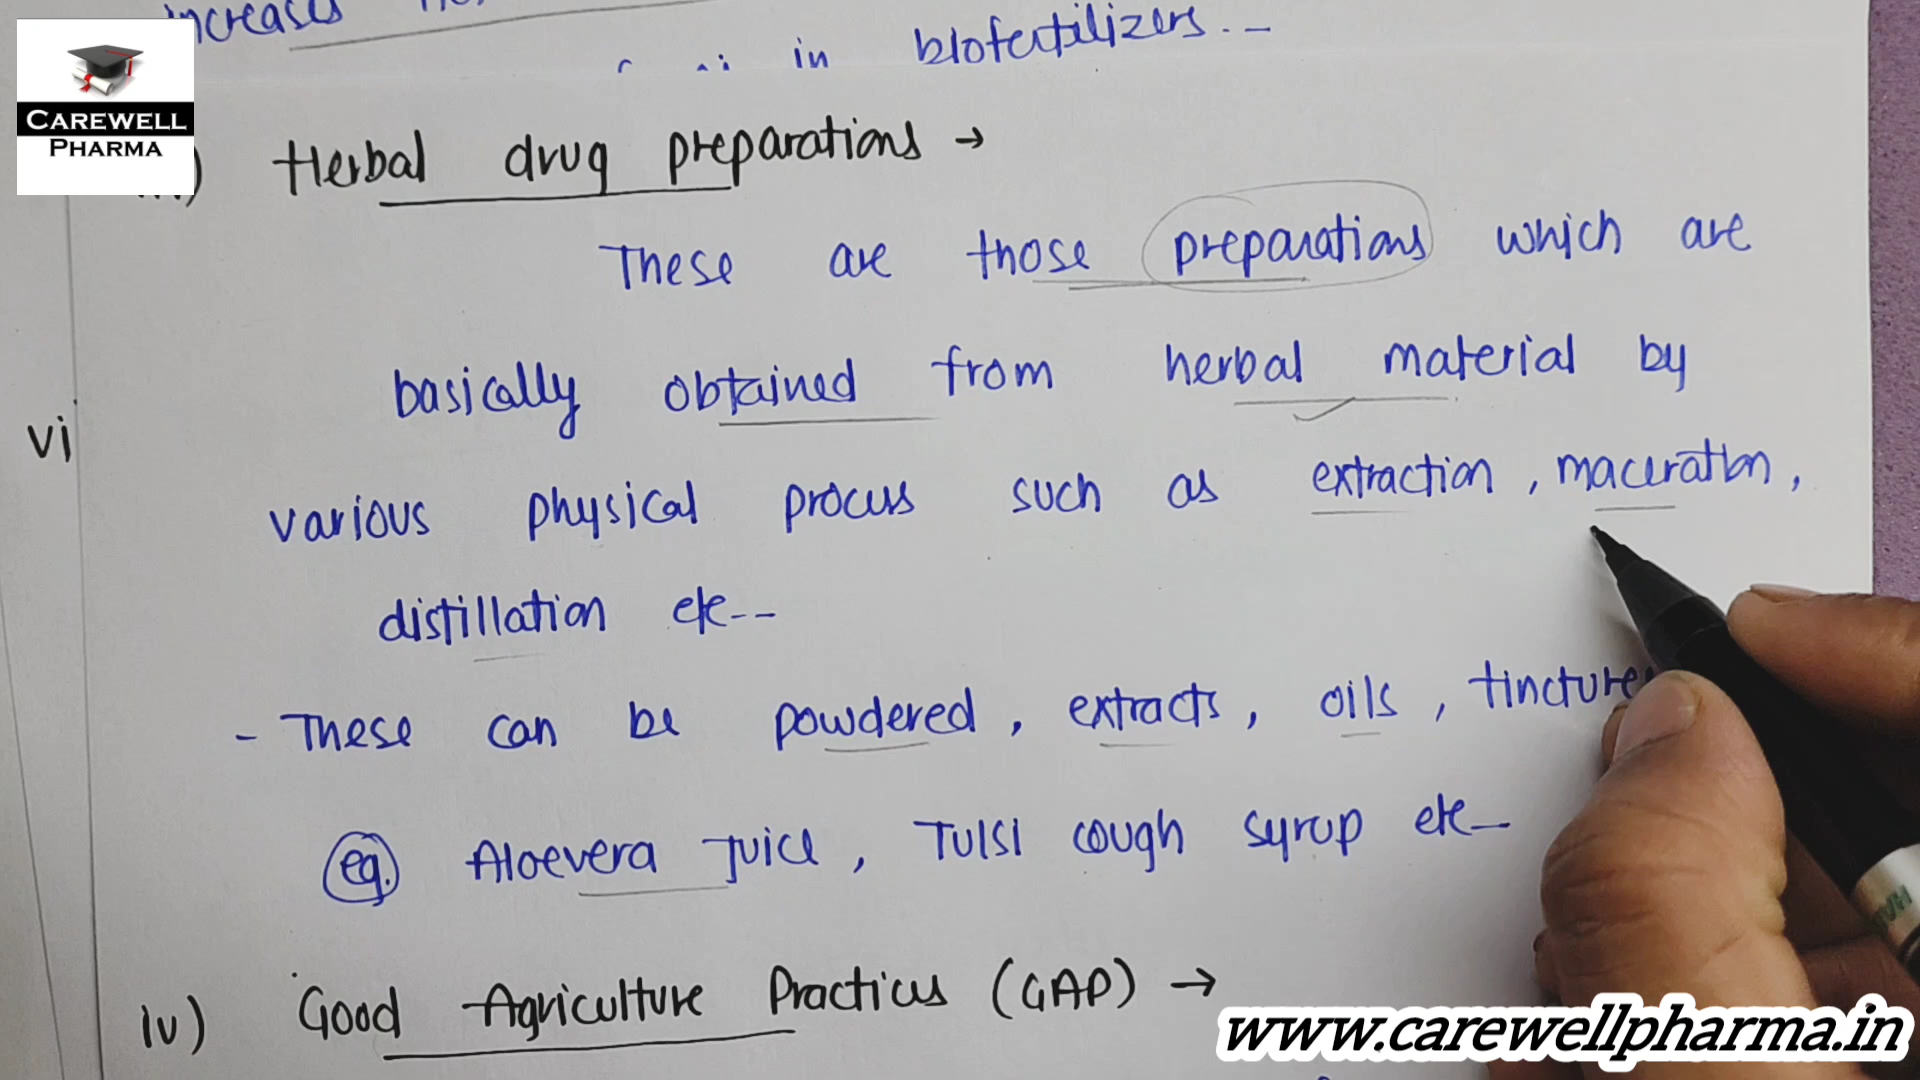 increases
in biofertilizers.--
CAREWELL
PHARMA
Herbal drug preparations →
These are those preparations which are
basically obtained from herbal material by
vi
various physical process such as extraction, maceration,
distillation etc--
- These can be powdered, extracts, oils, tincture
eg. Aloevera Juice, Tulsi cough syrup etc--
iv) Good Agriculture Practices (GAP) →
www.carewellpharma.in